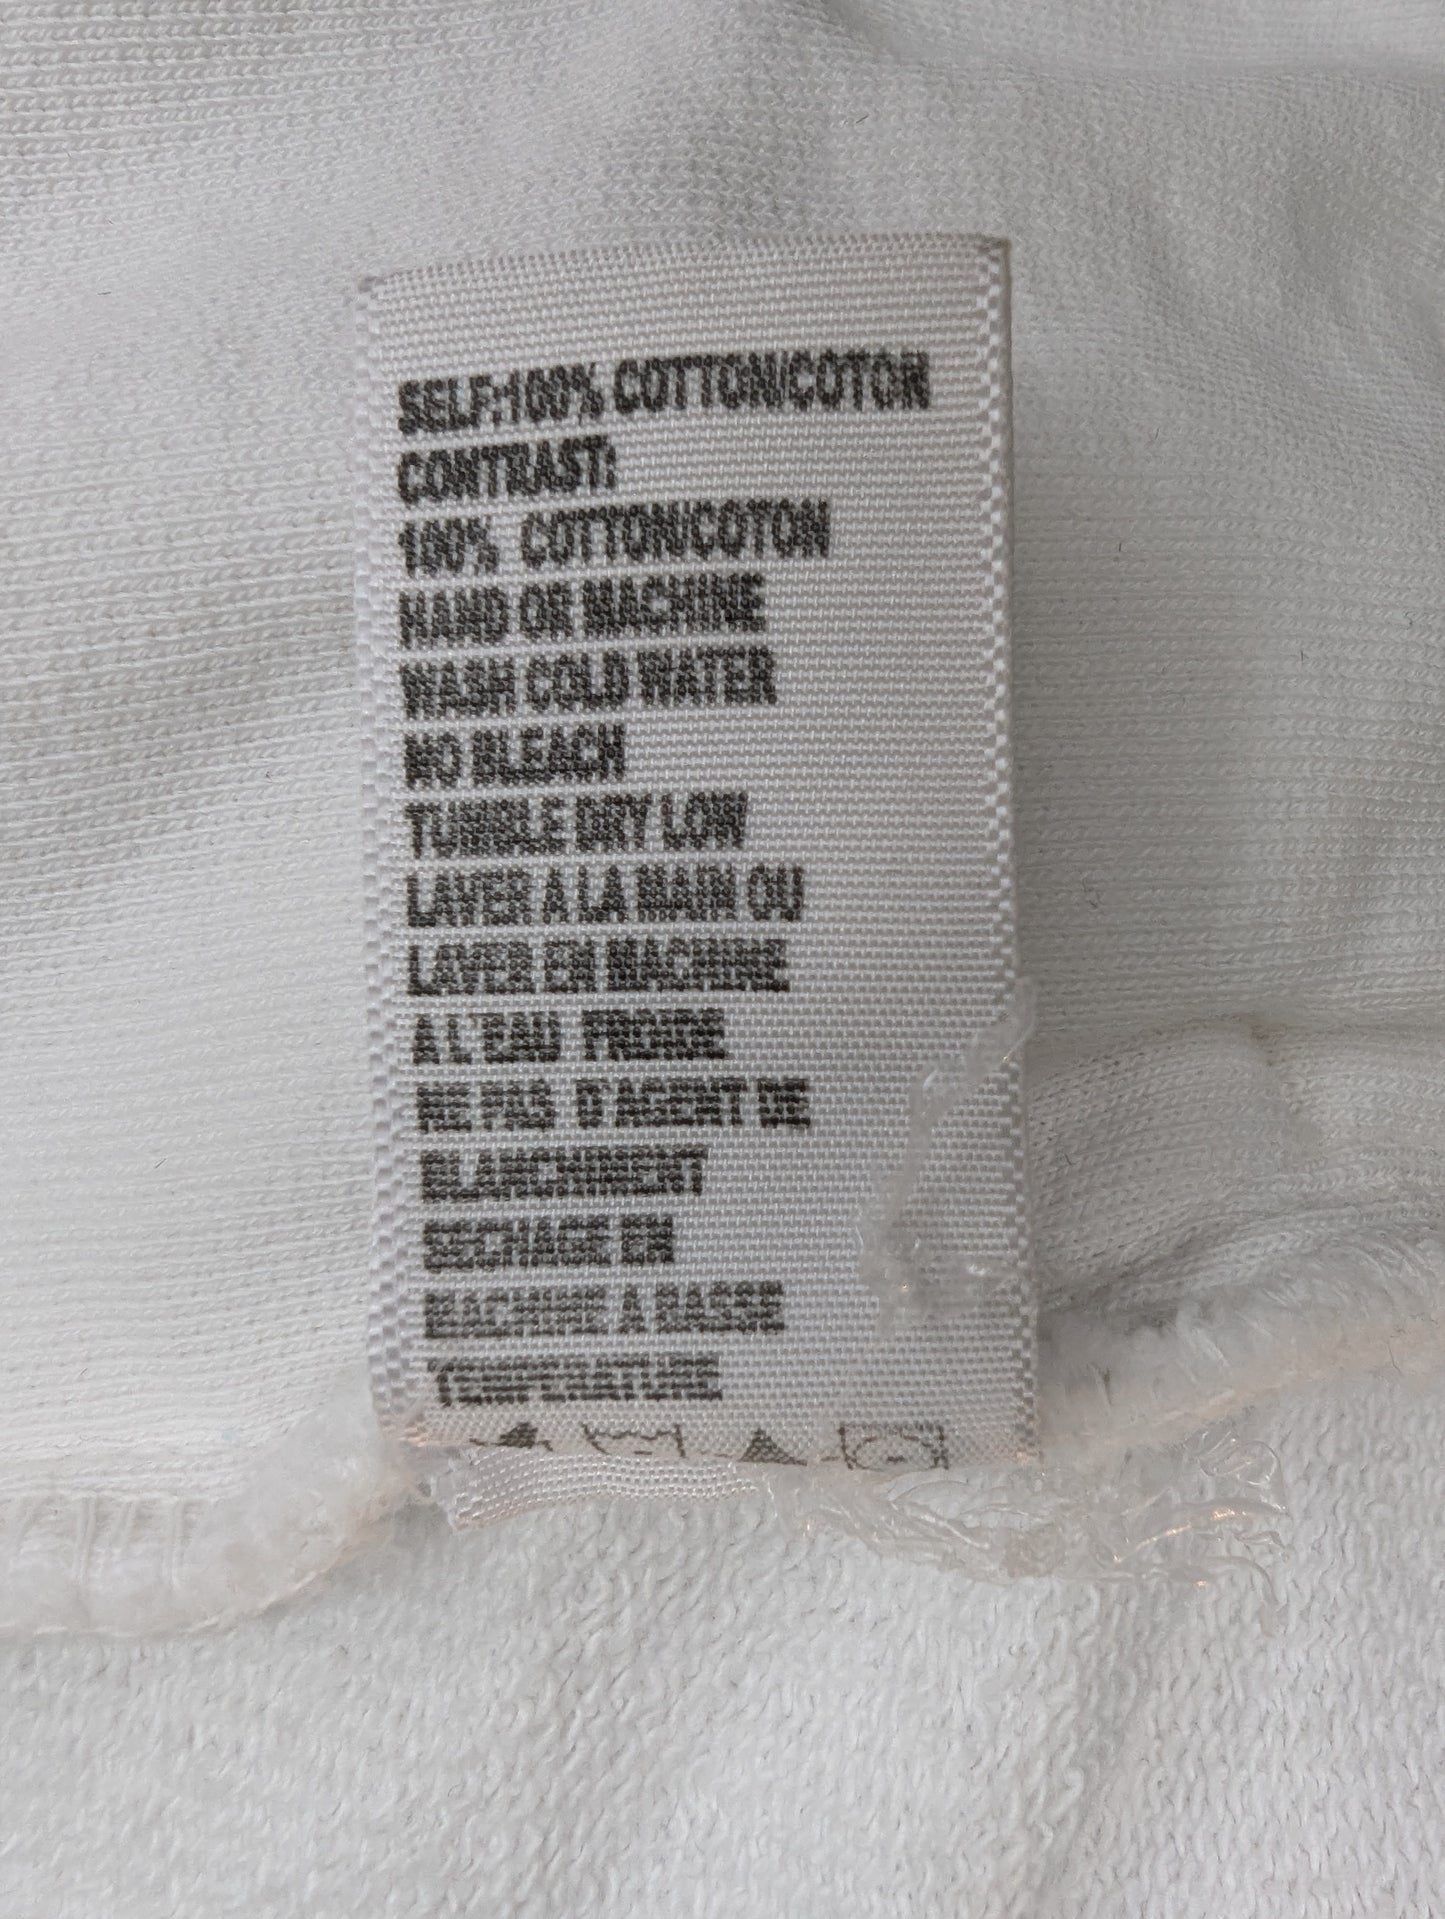 SELF:100% COTTON/COTON
CONTRAST:
100% COTTON/COTON
HAND OR MACHINE
WASH COLD WATER
NO BLEACH
TUMBLE DRY LOW
LAVER A LA MAIN OU
LAVER EN MACHINE
A L'EAU FROIDE
NE PAS D'AGENT DE
BLANCHIMENT
SECHAGE EN
MACHINE A BASSE
TEMPERATURE